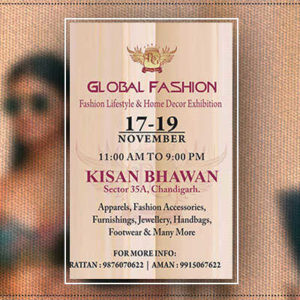 GLOBAL FASHION
Fashion Lifestyle & Home Decor Exhibition
17-19
NOVEMBER
11:00 AM TO 9:00 PM
KISAN BHAWAN
Sector 35A, Chandigarh.
Apparels, Fashion Accessories,
Furnishings, Jewellery, Handbags,
Footwear & Many More
FOR MORE INFO:
RATTAN : 9876070622 | AMAN : 9915067622